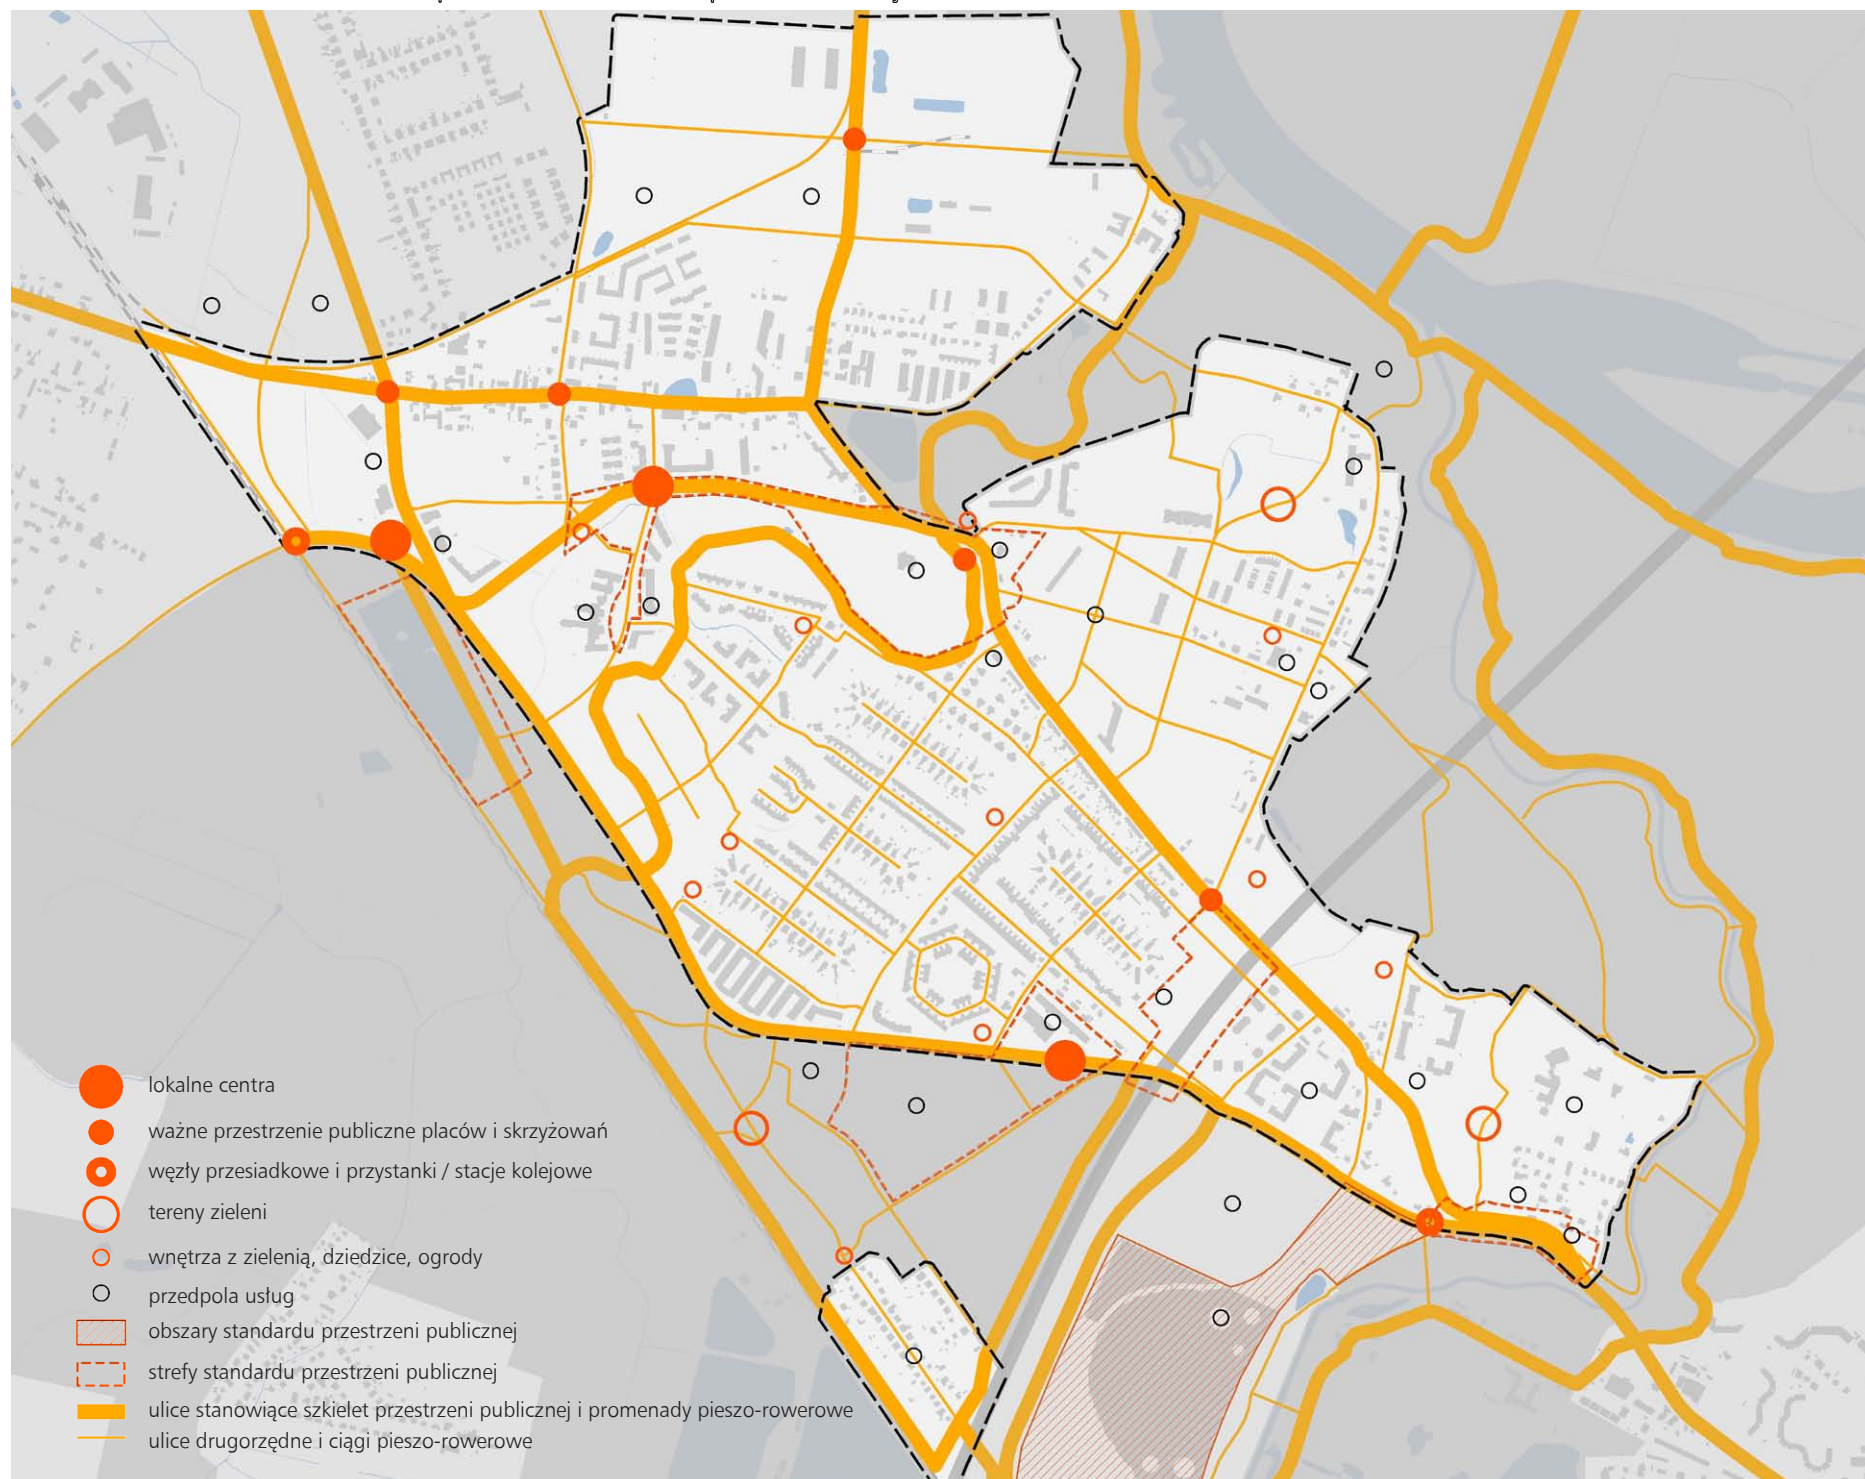 lokalne centra
ważne przestrzenie publiczne placów i skrzyżowań
węzły przesiadkowe i przystanki / stacje kolejowe
tereny zieleni
wnętrza z zielenią, dziedzice, ogrody
przedpola usług
obszary standardu przestrzeni publicznej
strefy standardu przestrzeni publicznej
ulice stanowiące szkielet przestrzeni publicznej i promenady pieszo-rowerowe
ulice drugorzędne i ciągi pieszo-rowerowe